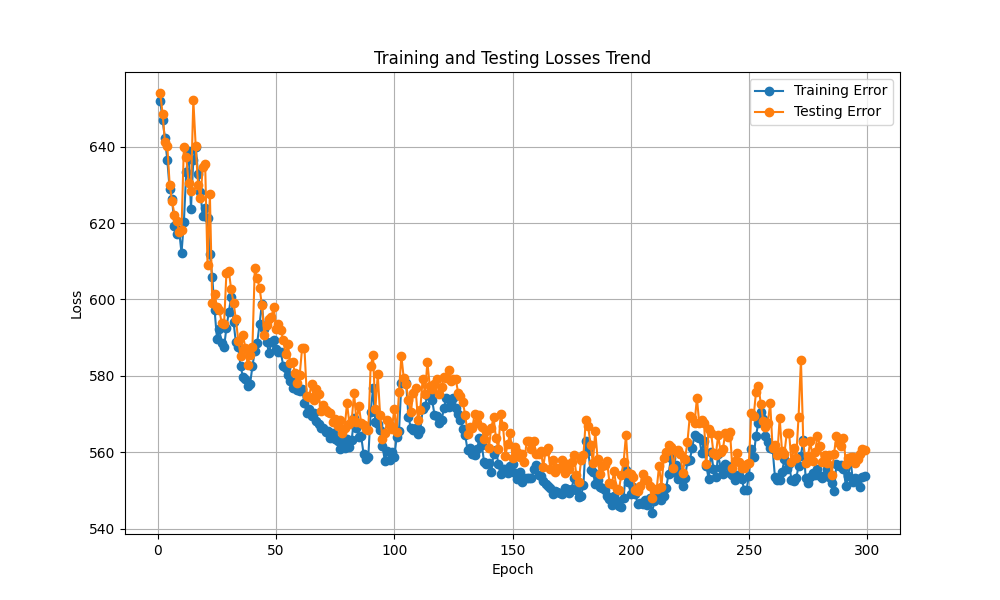 Training and Testing Losses Trend
Training Error
Testing Error
Loss
640
620
600
580
560
540
0 50 100 150 200 250 300
Epoch